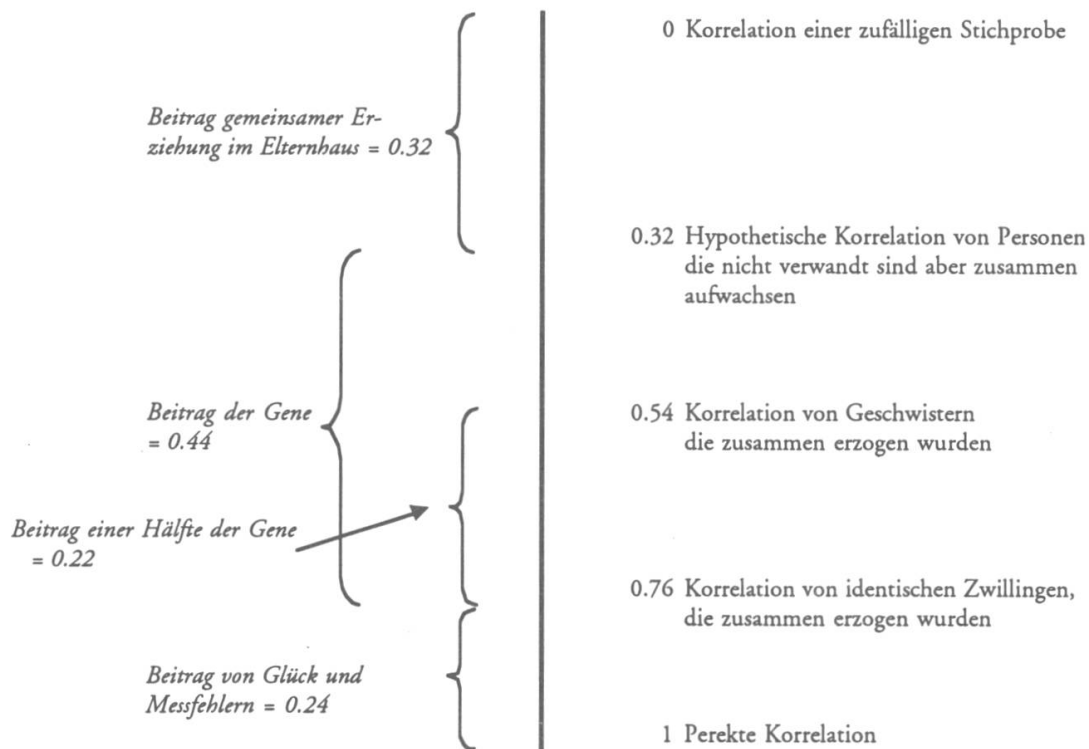 0 Korrelation einer zufälligen Stichprobe
Beitrag gemeinsamer Er-
ziehung im Elternhaus = 0.32
0.32 Hypothetische Korrelation von Personen
die nicht verwandt sind aber zusammen
aufwachsen
Beitrag der Gene
= 0.44
0.54 Korrelation von Geschwistern
die zusammen erzogen wurden
Beitrag einer Hälfte der Gene
= 0.22
0.76 Korrelation von identischen Zwillingen,
die zusammen erzogen wurden
Beitrag von Glück und
Messfehlern = 0.24
1 Perekte Korrelation